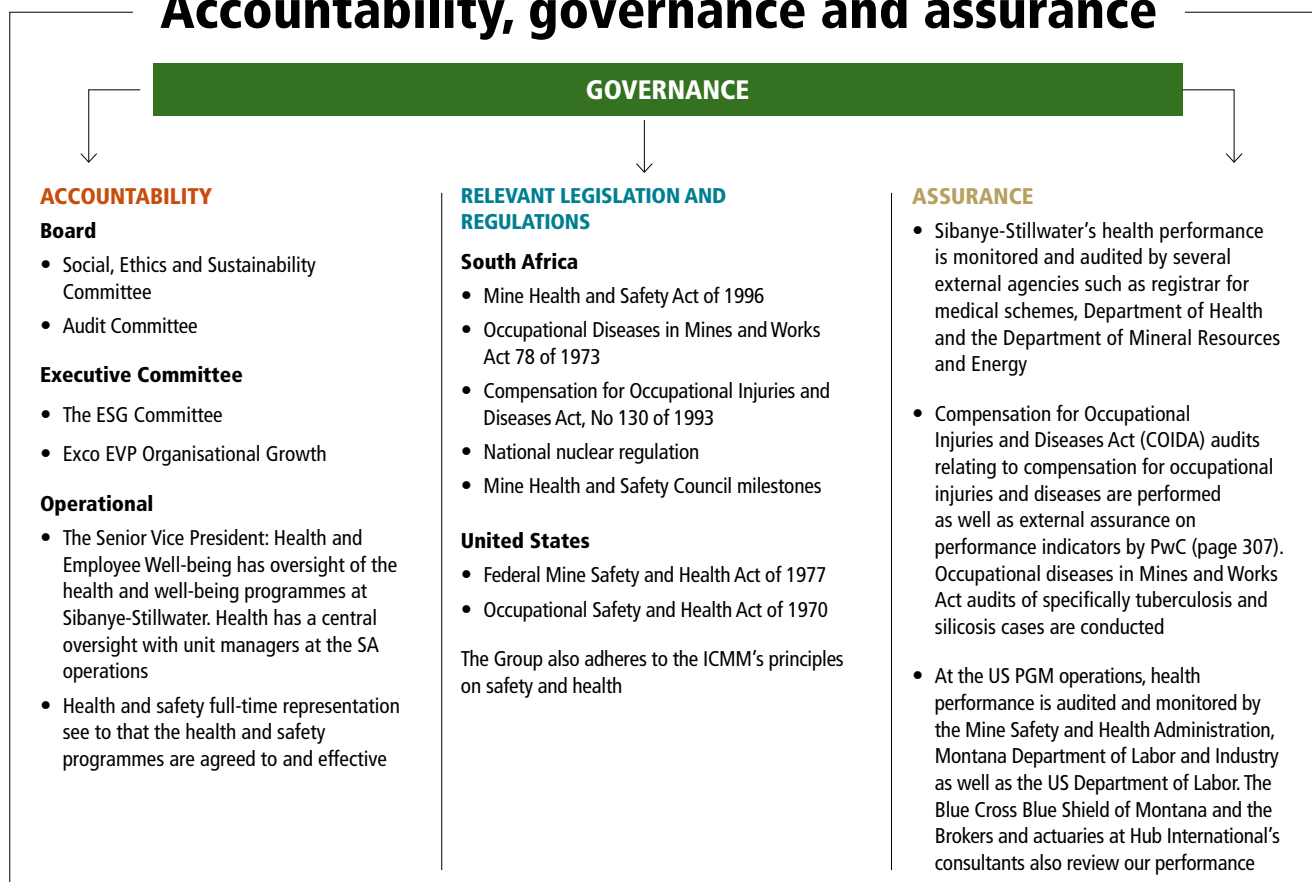 Accountability, governance and assurance
GOVERNANCE
ACCOUNTABILITY
Board
• Social, Ethics and Sustainability
Committee
• Audit Committee
Executive Committee
• The ESG Committee
• Exco EVP Organisational Growth
Operational
• The Senior Vice President: Health and
Employee Well-being has oversight of the
health and well-being programmes at
Sibanye-Stillwater. Health has a central
oversight with unit managers at the SA
operations
• Health and safety full-time representation
see to that the health and safety
programmes are agreed to and effective
RELEVANT LEGISLATION AND
REGULATIONS
South Africa
• Mine Health and Safety Act of 1996
• Occupational Diseases in Mines and Works
Act 78 of 1973
• Compensation for Occupational Injuries and
Diseases Act, No 130 of 1993
• National nuclear regulation
• Mine Health and Safety Council milestones
United States
• Federal Mine Safety and Health Act of 1977
• Occupational Safety and Health Act of 1970
The Group also adheres to the ICMM's principles
on safety and health
ASSURANCE
• Sibanye-Stillwater's health performance
is monitored and audited by several
external agencies such as registrar for
medical schemes, Department of Health
and the Department of Mineral Resources
and Energy
• Compensation for Occupational
Injuries and Diseases Act (COIDA) audits
relating to compensation for occupational
injuries and diseases are performed
as well as external assurance on
performance indicators by PwC (page 307).
Occupational diseases in Mines and Works
Act audits of specifically tuberculosis and
silicosis cases are conducted
• At the US PGM operations, health
performance is audited and monitored by
the Mine Safety and Health Administration,
Montana Department of Labor and Industry
as well as the US Department of Labor. The
Blue Cross Blue Shield of Montana and the
Brokers and actuaries at Hub International's
consultants also review our performance